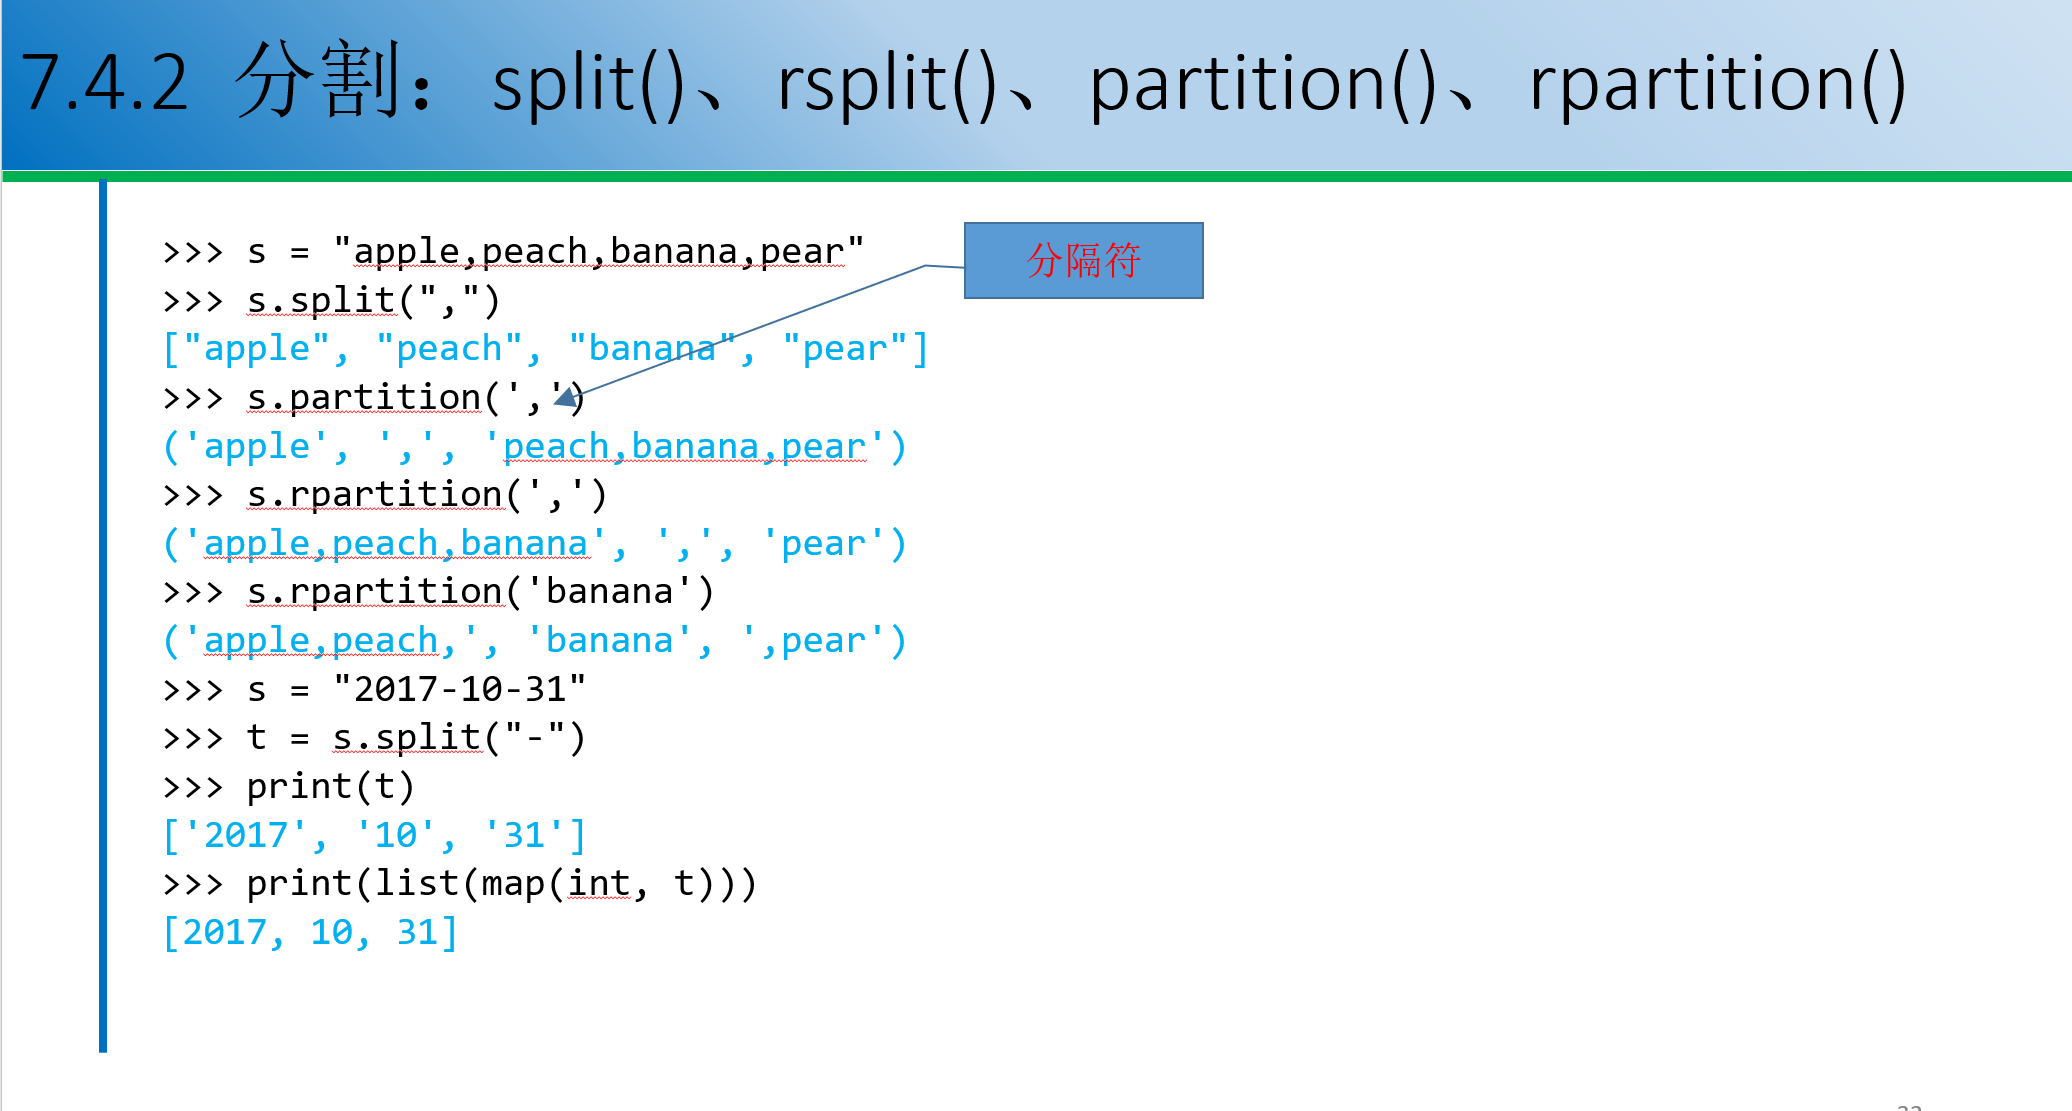 7.4.2 分割：split()、rsplit()、partition()、rpartition()
>>> s = "apple,peach,banana,pear"
分隔符
>>> s.split(",")
["apple", "peach", "banana", "pear"]
>>> s.partition(',')
('apple', ',', 'peach,banana,pear')
>>> s.rpartition(',')
('apple,peach,banana', ',', 'pear')
>>> s.rpartition('banana')
('apple,peach,', 'banana', ',pear')
>>> s = "2017-10-31"
>>> t = s.split("-")
>>> print(t)
['2017', '10', '31']
>>> print(list(map(int, t)))
[2017, 10, 31]